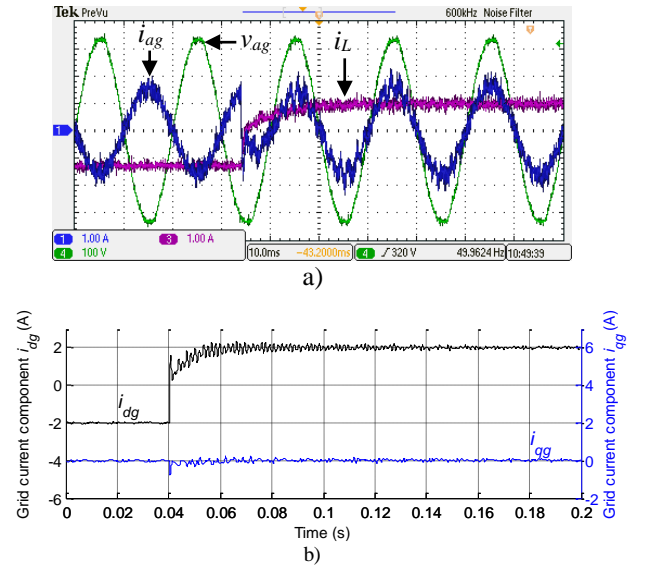 Tek PreVu 600kHz Noise Filter
i_ag v_ag i_L
1
1 1.00 A 3 1.00 A
4 100 V
10.0ms -43.2000ms 4 320 V 49.9624 Hz 10:49:39
a)
Grid current component i_dg (A)
2
0
-2
-4
-6
i_dg
i_qg
6
4
2
0
-2
Grid current component i_qg (A)
0 0.02 0.04 0.06 0.08 0.1 0.12 0.14 0.16 0.18 0.2
Time (s)
b)